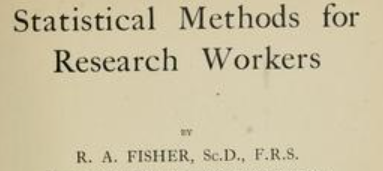 Statistical Methods for
Research Workers
BY
R. A. FISHER, Sc.D., F.R.S.